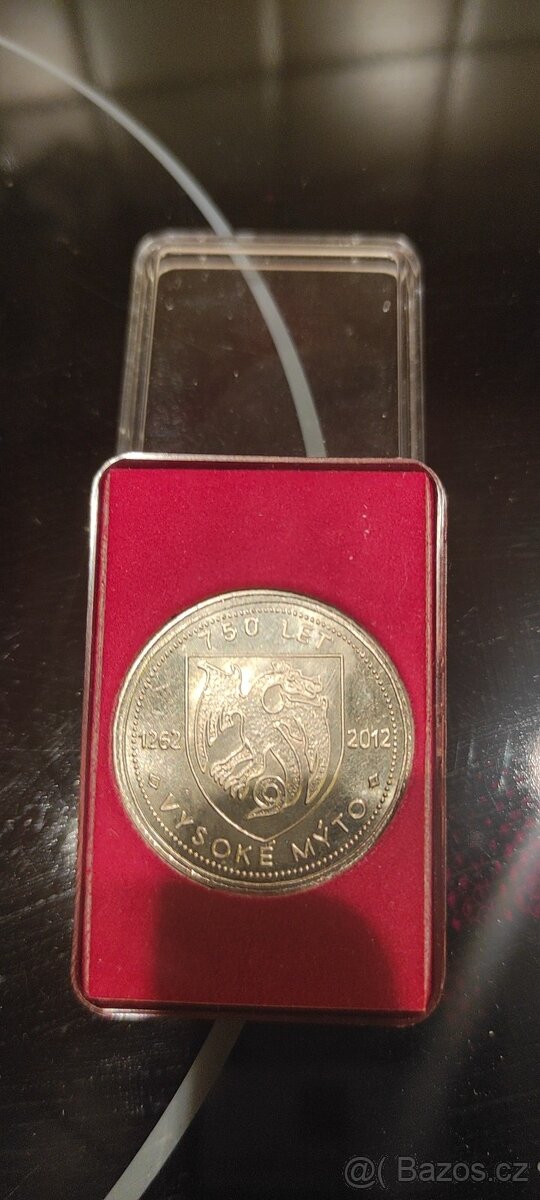 750 LET
1262
2012
VYSOKÉ MÝTO
@( Bazos.cz